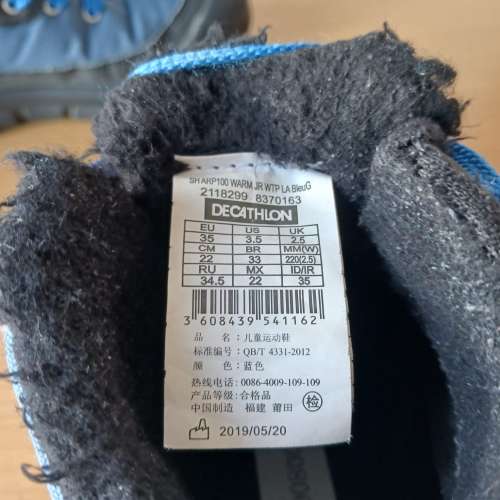 SH ARP100 WARM JR WTP LA BleuG
2118299 8370163
DECATHLON
EU US UK
35 3.5 2.5
CM BR MM(W)
22 33 220(2.5)
RU MX ID/IR
34.5 22 35
3 608439 541162
品 名: 儿童运动鞋
标准编号: QB/T 4331-2012
颜 色: 蓝色
热线电话: 0086-4009-109-109
产品等级: 合格品
中国制造 福建 莆田 检
2019/05/20